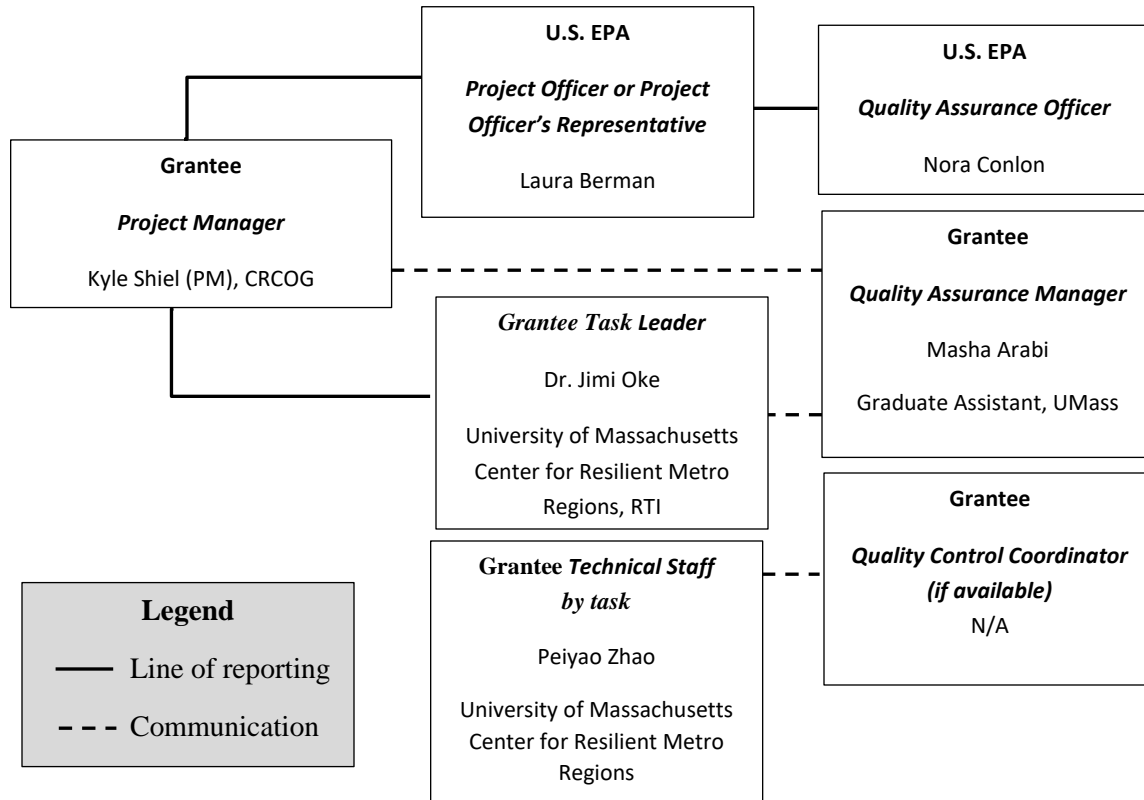 U.S. EPA
Project Officer or Project
Officer's Representative
Laura Berman
U.S. EPA
Quality Assurance Officer
Nora Conlon
Grantee
Project Manager
Kyle Shiel (PM), CRCOG
Grantee
Quality Assurance Manager
Masha Arabi
Graduate Assistant, UMass
Grantee Task Leader
Dr. Jimi Oke
University of Massachusetts
Center for Resilient Metro
Regions, RTI
Grantee
Quality Control Coordinator
(if available)
N/A
Grantee Technical Staff
by task
Peiyao Zhao
University of Massachusetts
Center for Resilient Metro
Regions
Legend
Line of reporting
Communication